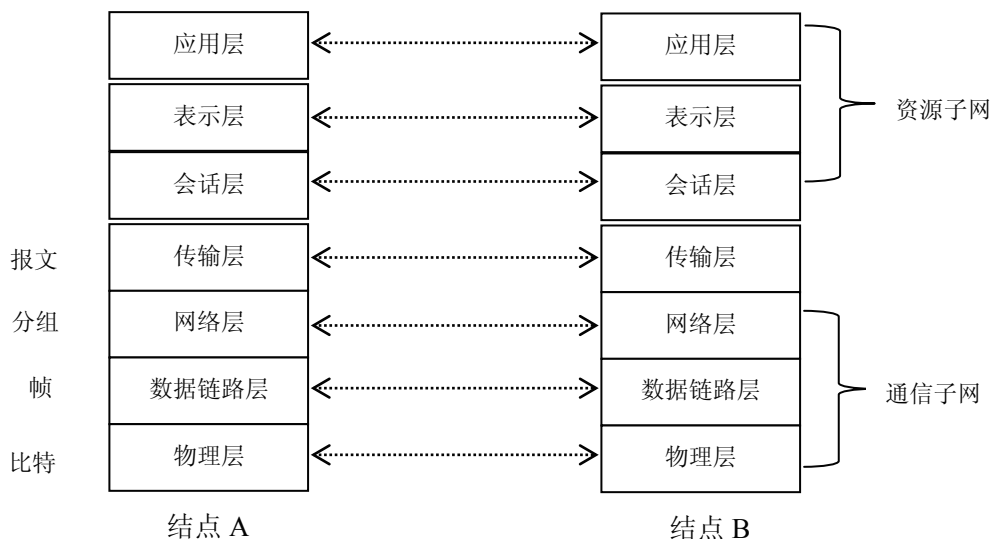 应用层 应用层
表示层 表示层 资源子网
会话层 会话层
报文 传输层 传输层
分组 网络层 网络层
帧 数据链路层 数据链路层 通信子网
比特 物理层 物理层
结点 A 结点 B